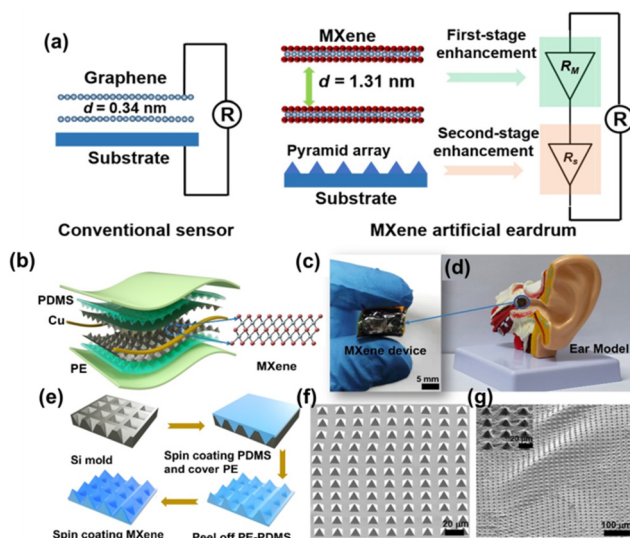 (a)
Graphene
d = 0.34 nm
Substrate
R
Conventional sensor
MXene
d = 1.31 nm
Pyramid array
Substrate
First-stage
enhancement
Second-stage
enhancement
RM
Rs
R
MXene artificial eardrum
(b)
PDMS
Cu
PE
MXene
(c)
MXene device
5 mm
(d)
Ear Model
(e)
Si mold
Spin coating PDMS
and cover PE
Spin coating MXene
Peel off PE-PDMS
(f)
20 μm
(g)
20 μm
100 μm